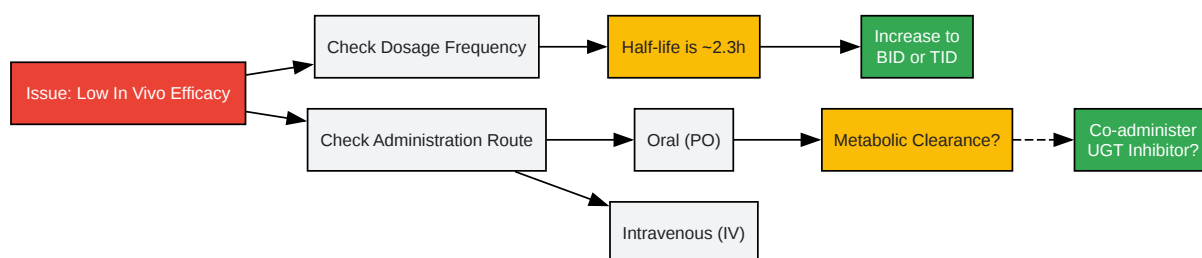 Issue: Low In Vivo Efficacy
Check Dosage Frequency
Half-life is ~2.3h
Increase to
BID or TID
Check Administration Route
Oral (PO)
Metabolic Clearance?
Co-administer
UGT Inhibitor?
Intravenous (IV)